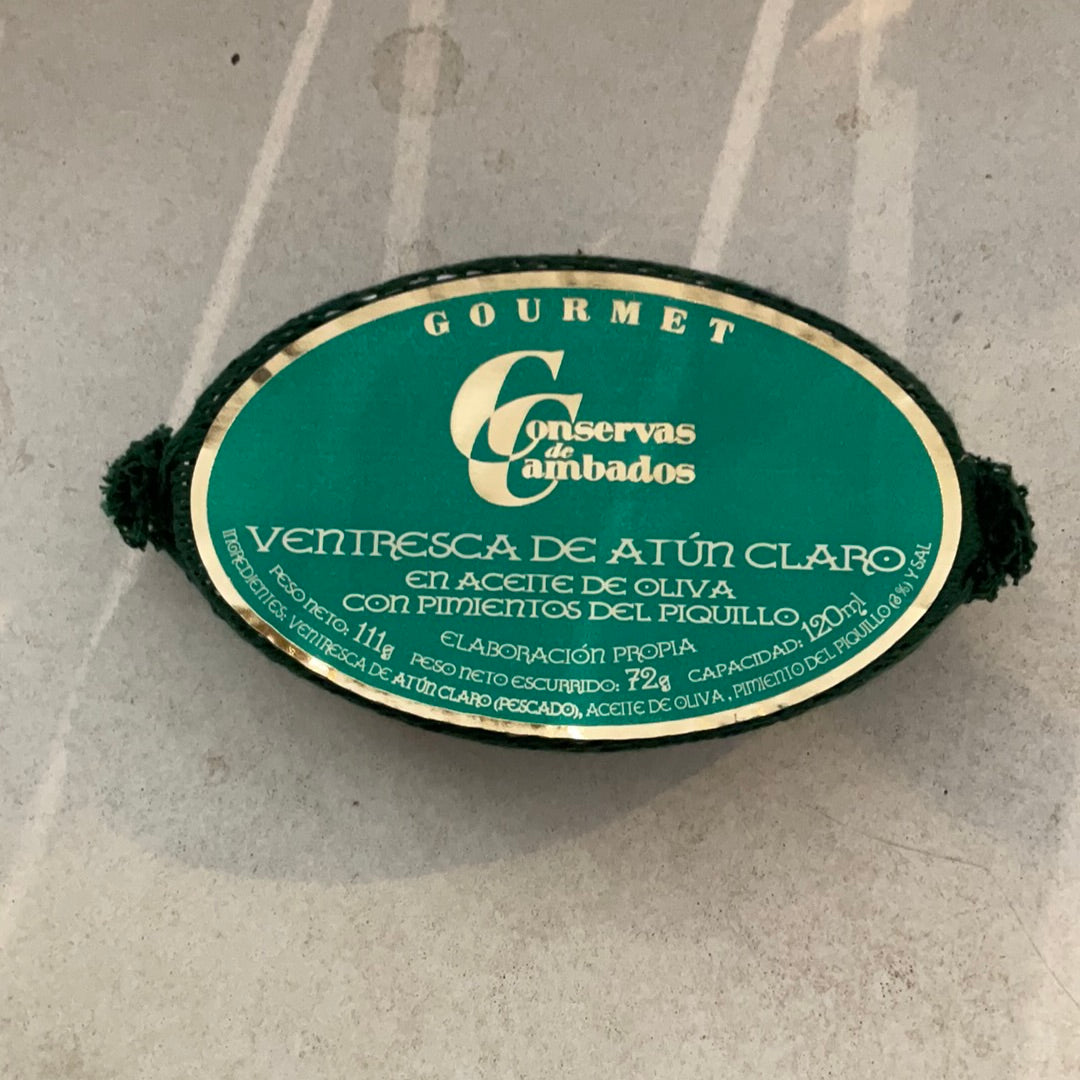 GOURMET
Conservas
de
Cambados
VENTRESCA DE ATÚN CLARO
EN ACEITE DE OLIVA
CON PIMIENTOS DEL PIQUILLO
ELABORACIÓN PROPIA
PESO NETO: 111g PESO NETO ESCURRIDO: 72g CAPACIDAD: 120ml
INGREDIENTES: VENTRESCA DE ATÚN CLARO (PESCADO), ACEITE DE OLIVA, PIMIENTO DEL PIQUILLO (8%) Y SAL